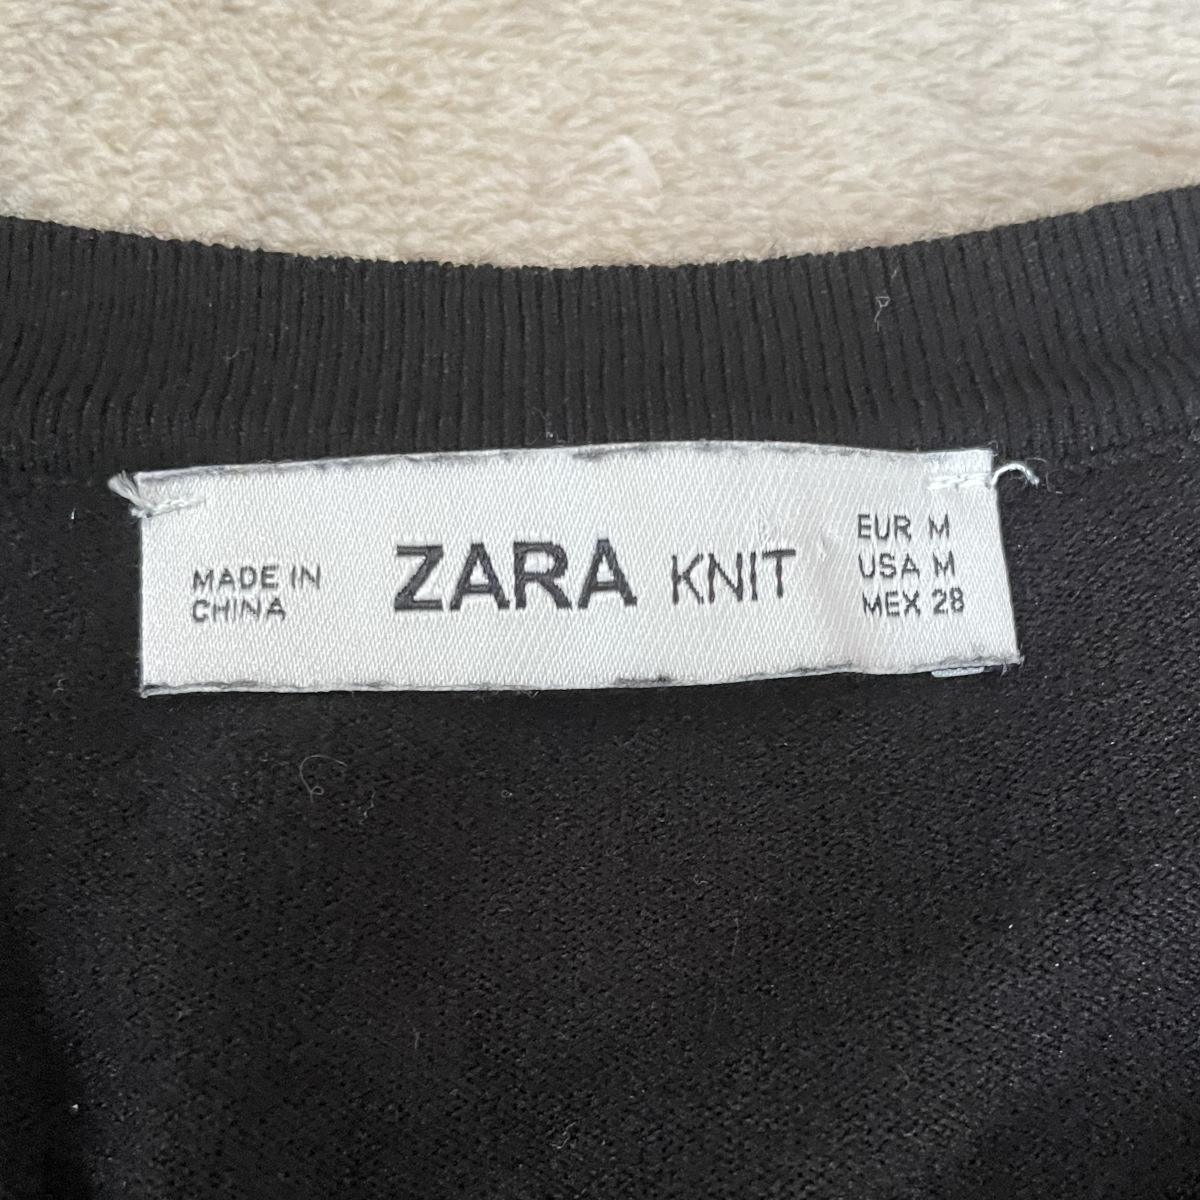 MADE IN
CHINA
ZARA KNIT
EUR M
USA M
MEX 28